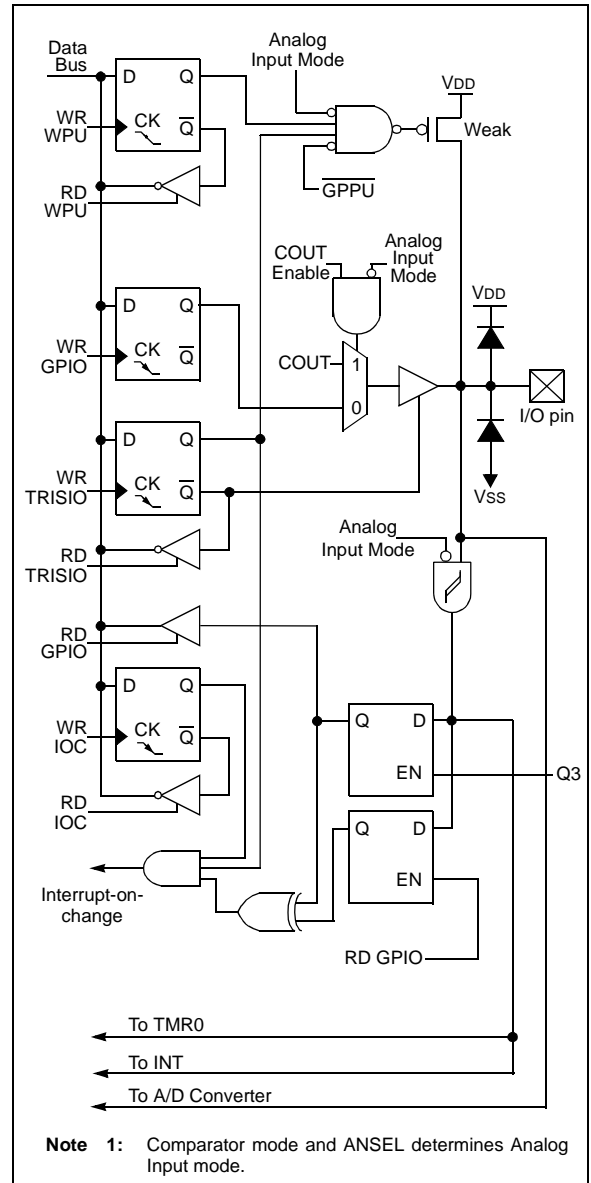 Data
Bus
D Q
WR
WPU
CK
Q
RD
WPU
Analog
Input Mode
GPPU
VDD
Weak
COUT
Enable
Analog
Input
Mode
D Q
WR
GPIO
CK
Q
COUT
1
0
VDD
I/O pin
VSS
D Q
WR
TRISIO
CK
Q
RD
TRISIO
Analog
Input Mode
RD
GPIO
D Q
WR
IOC
CK
Q
RD
IOC
Q D
EN
Q3
Q D
EN
RD GPIO
Interrupt-on-
change
To TMR0
To INT
To A/D Converter
Note 1: Comparator mode and ANSEL determines Analog
Input mode.